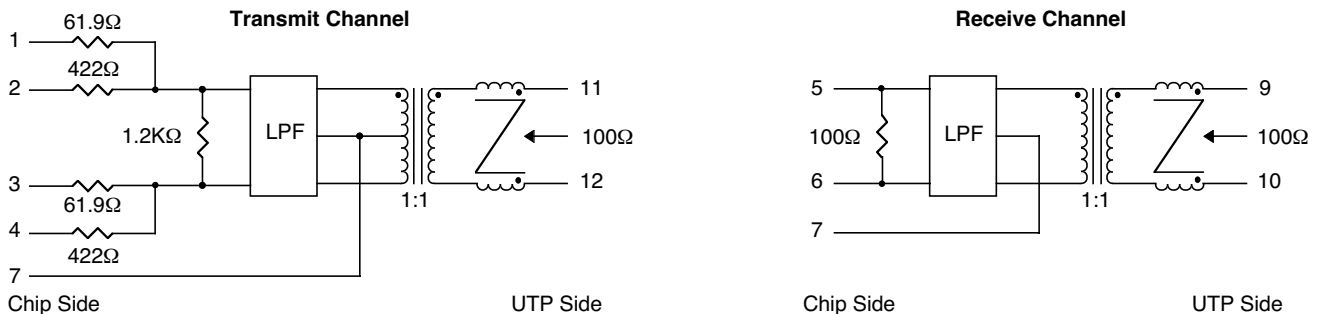 Transmit Channel
61.9Ω
1
422Ω
2
1.2KΩ
LPF
11
100Ω
12
1:1
3
61.9Ω
4
422Ω
7
Chip Side
UTP Side
Receive Channel
5
100Ω
LPF
6
7
9
100Ω
10
1:1
Chip Side
UTP Side